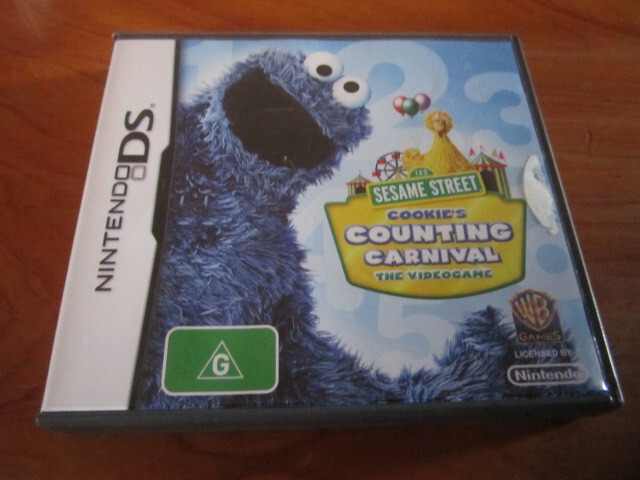 NINTENDO DS
123
SESAME STREET
COOKIE'S
COUNTING
CARNIVAL
THE VIDEOGAME
G
WB
GAMES
LICENSED BY
Nintendo